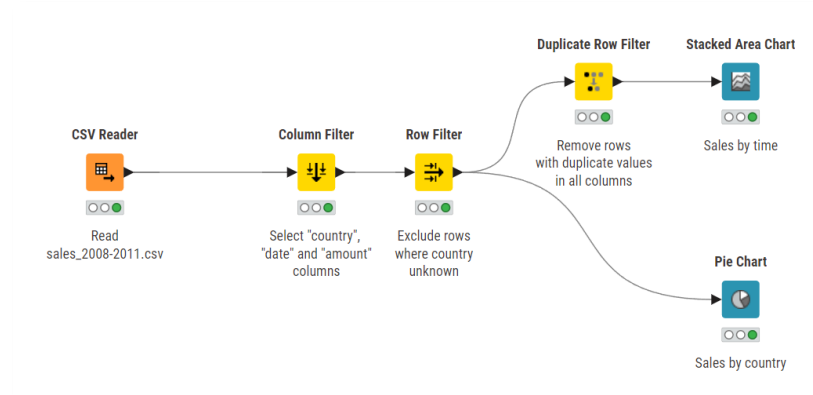 Duplicate Row Filter
Stacked Area Chart
Remove rows
with duplicate values
in all columns
Sales by time
CSV Reader
Column Filter
Row Filter
Read
sales_2008-2011.csv
Select "country",
"date" and "amount"
columns
Exclude rows
where country
unknown
Pie Chart
Sales by country